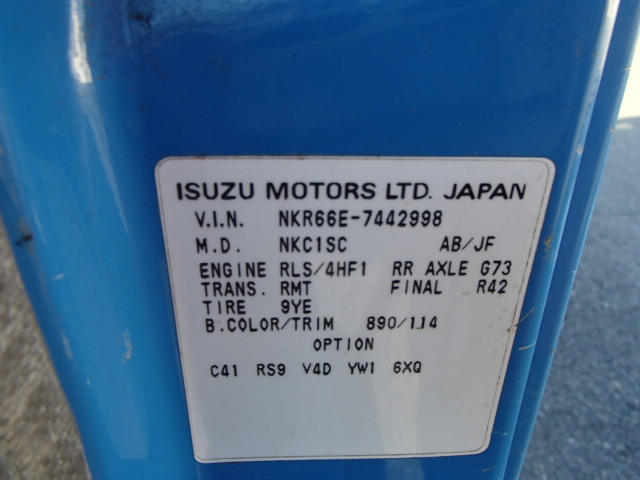 ISUZU MOTORS LTD. JAPAN
V.I.N. NKR66E-7442998
M.D. NKC1SC AB/JF
ENGINE RLS/4HF1 RR AXLE G73
TRANS. RMT FINAL R42
TIRE 9YE
B.COLOR/TRIM 890/114
OPTION
C41 RS9 V4D YW1 6XQ